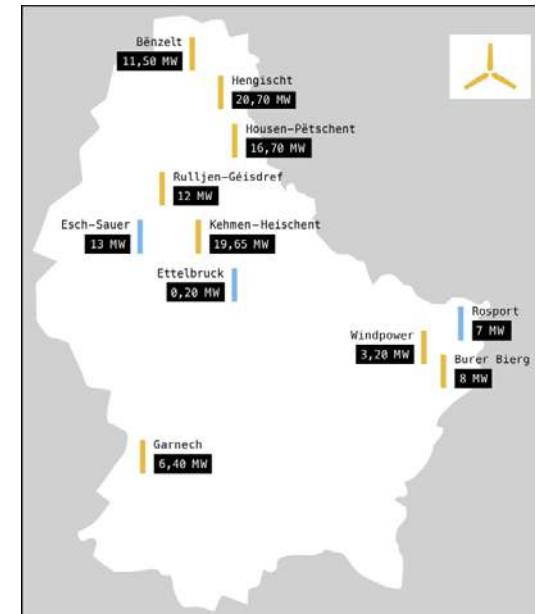 Bënzelt
11,50 MW
Hengischt
20,70 MW
Housen-Pëtschent
16,70 MW
Rulljen-Géisdref
12 MW
Esch-Sauer
13 MW
Kehmen-Heischent
19,65 MW
Ettelbruck
0,20 MW
Rosport
7 MW
Windpower
3,20 MW
Burer Bierg
8 MW
Garnech
6,40 MW